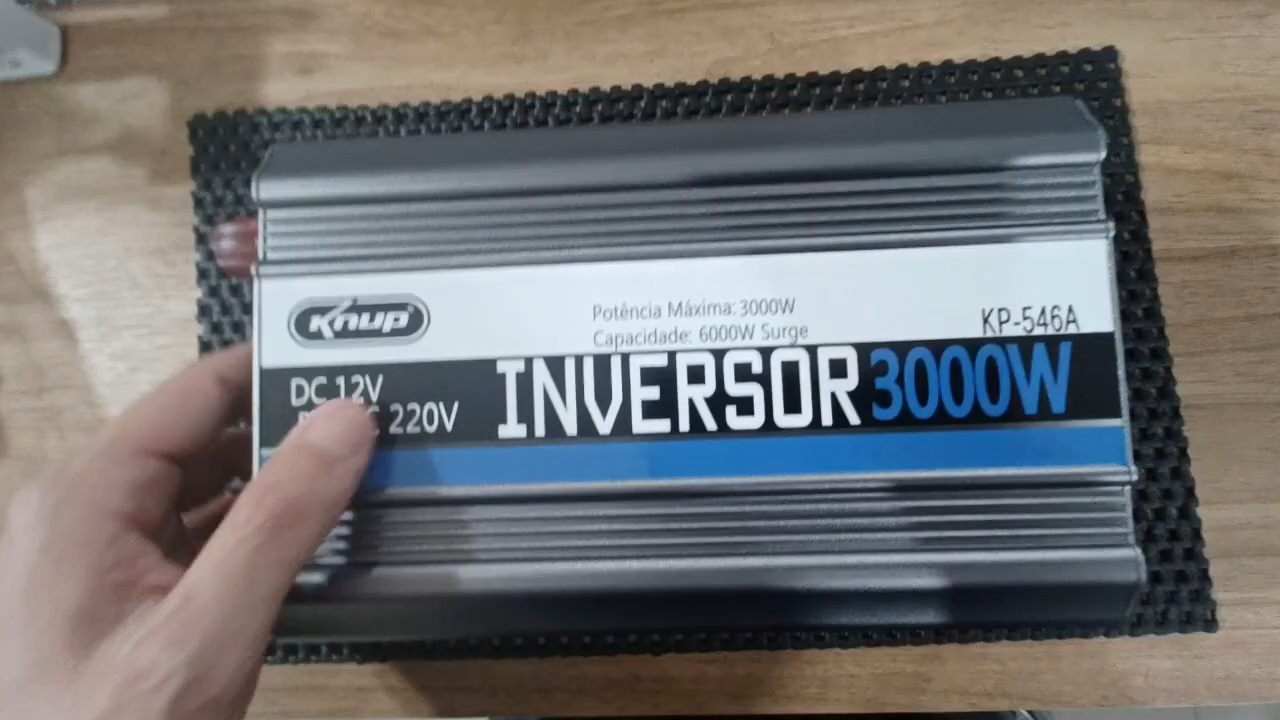 Knup®
Potência Máxima: 3000W
Capacidade: 6000W Surge
KP-546A
DC 12V
220V
INVERSOR 3000W